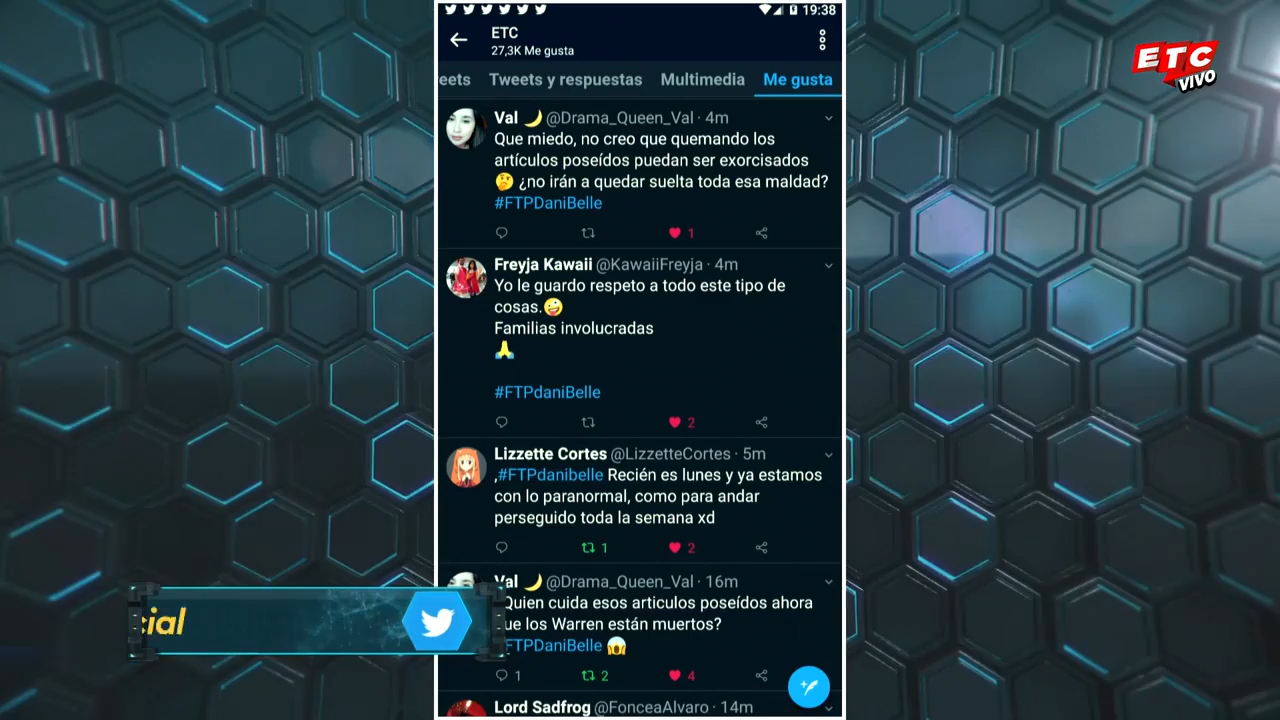 19:38
ETC
27,3K Me gusta
eets Tweets y respuestas Multimedia Me gusta
ETC
VIVO
Val @Drama_Queen_Val · 4m
Que miedo, no creo que quemando los
artículos poseídos puedan ser exorcisados
🤔 ¿no irán a quedar suelta toda esa maldad?
#FTPDaniBelle
1
Freyja Kawaii @KawaiiFreyja · 4m
Yo le guardo respeto a todo este tipo de
cosas.🤪
Familias involucradas
🙏
#FTPdaniBelle
2
Lizzette Cortes @LizzetteCortes · 5m
,#FTPdanibelle Recién es lunes y ya estamos
con lo paranormal, como para andar
perseguido toda la semana xd
1 2
Val @Drama_Queen_Val · 16m
Quien cuida esos articulos poseídos ahora
ue los Warren están muertos?
FTPDaniBelle 😱
1 2 4
cial
Lord Sadfrog @FonceaAlvaro · 14m